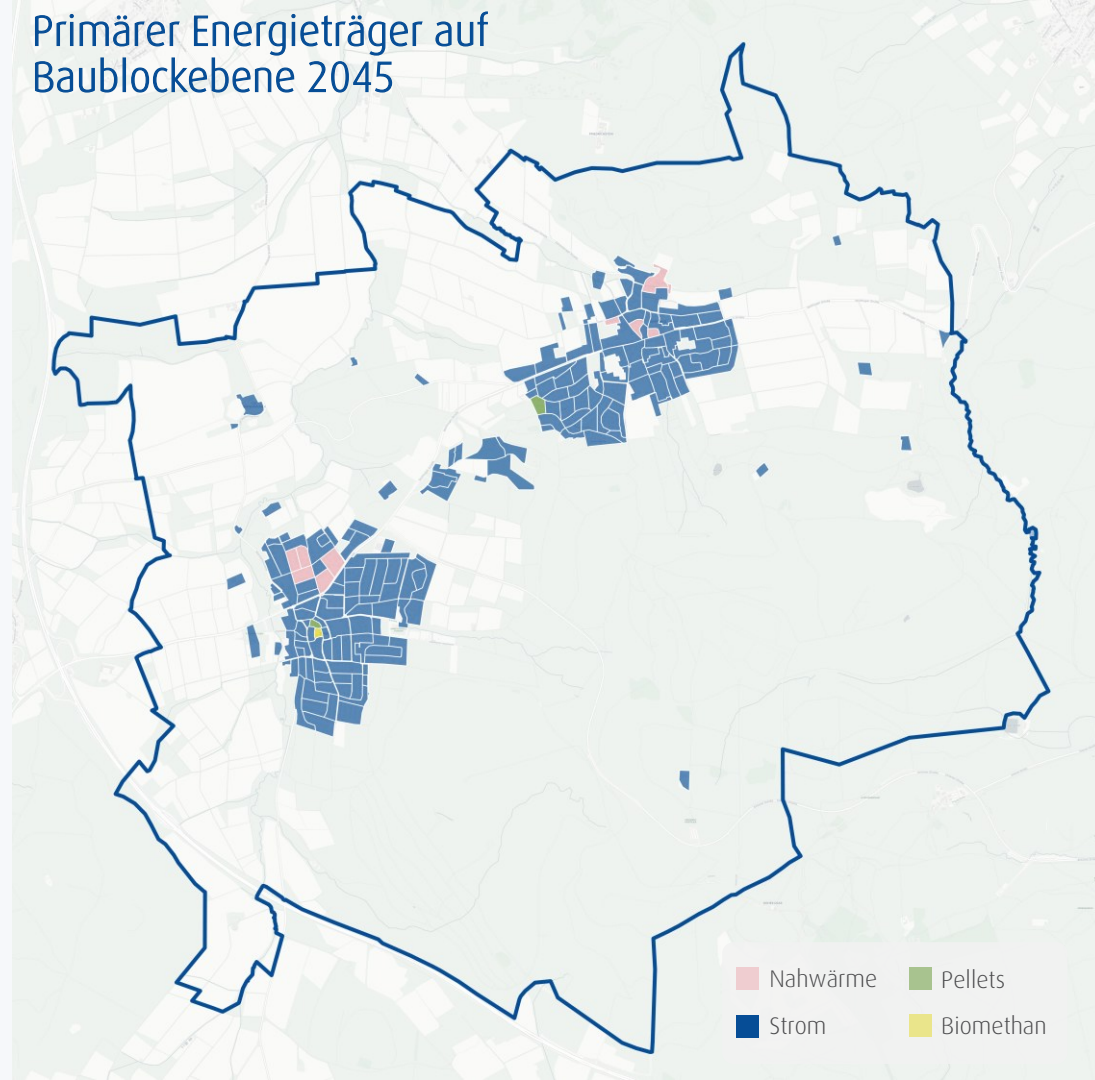 Primärer Energieträger auf
Baublockebene 2045
Nahwärme
Pellets
Strom
Biomethan